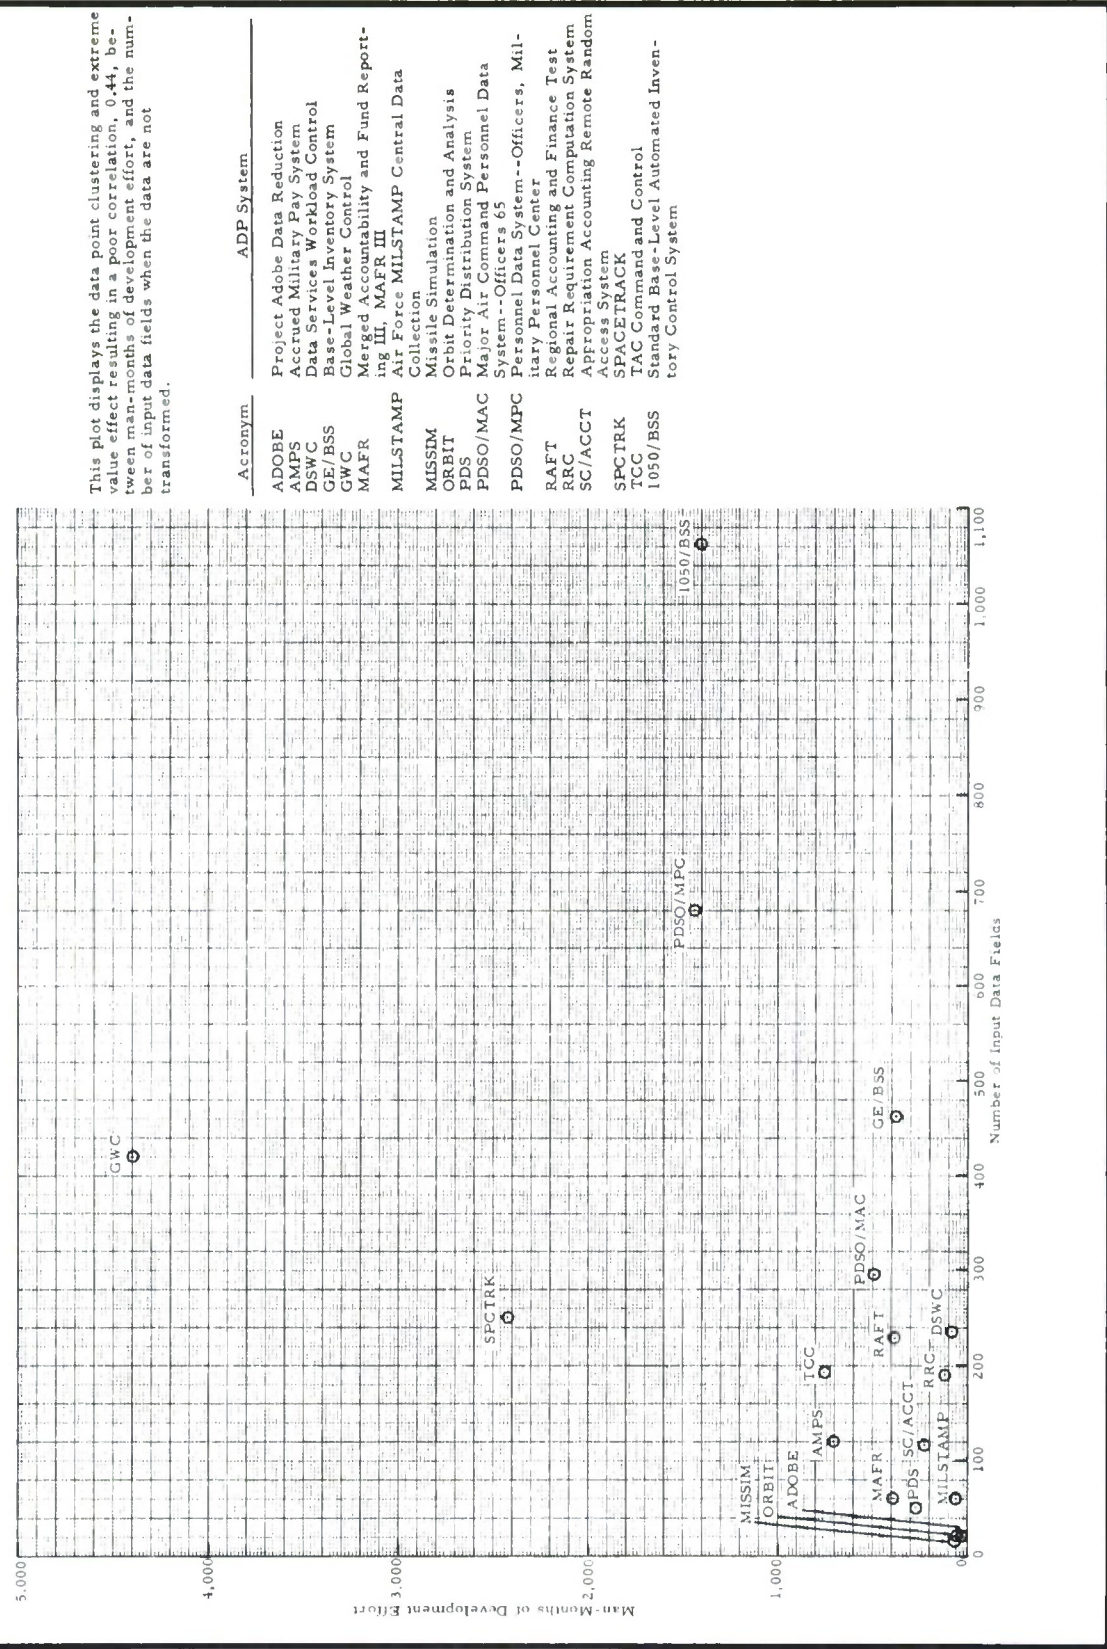 This plot displays the data point clustering and extreme
value effect resulting in a poor correlation, 0.44, be-
tween man-months of development effort, and the num-
ber of input data fields when the data are not
transformed.
Acronym ADP System
ADOBE Project Adobe Data Reduction
AMPS Accrued Military Pay System
DSWC Data Services Workload Control
GE/BSS Base-Level Inventory System
GWC Global Weather Control
MAFR Merged Accountability and Fund Report-
ing III, MAFR III
MILSTAMP Air Force MILSTAMP Central Data
Collection
MISSIM Missile Simulation
ORBIT Orbit Determination and Analysis
PDS Priority Distribution System
PDSO/MAC Major Air Command Personnel Data
System--Officers 65
PDSO/MPC Personnel Data System--Officers, Mil-
itary Personnel Center
RAFT Regional Accounting and Finance Test
RRC Repair Requirement Computation System
SC/ACCT Appropriation Accounting Remote Random
Access System
SPCTRK SPACETRACK
TCC TAC Command and Control
1050/BSS Standard Base-Level Automated Inven-
tory Control System
5.000
4,000
3.000
2,000
1,000
0
Man-Months of Development Effort
GWC
SPCTRK
1050/BSS
PDSO/MPC
GE/BSS
PDSO/MAC
RAFT
DSWC
TCC
RRC
AMPS
SC/ACCT
MILSTAMP
MAFR
PDS
MISSIM
ORBIT
ADOBE
0 100 200 300 400 500 600 700 800 900 1.000 1,100
Number of Input Data Fields